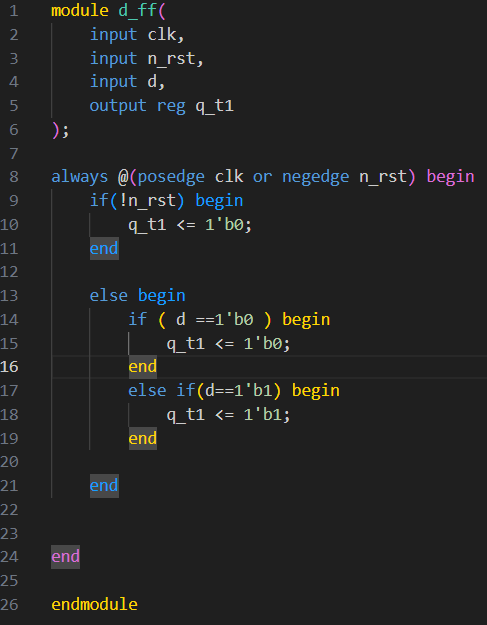 1 module d_ff(
2 input clk,
3 input n_rst,
4 input d,
5 output reg q_t1
6 );
7
8 always @(posedge clk or negedge n_rst) begin
9 if(!n_rst) begin
10 q_t1 <= 1'b0;
11 end
12
13 else begin
14 if ( d ==1'b0 ) begin
15 q_t1 <= 1'b0;
16 end
17 else if(d==1'b1) begin
18 q_t1 <= 1'b1;
19 end
20
21 end
22
23
24 end
25
26 endmodule